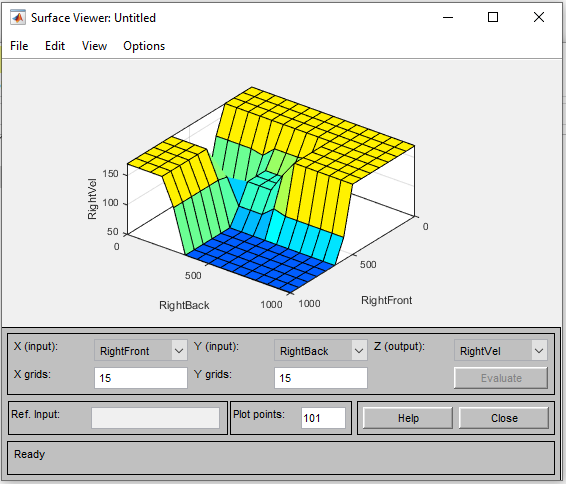 Surface Viewer: Untitled
File Edit View Options
RightVel
150
100
50
0
500
1000
RightBack
0
500
1000
RightFront
X (input): RightFront Y (input): RightBack Z (output): RightVel
X grids: 15 Y grids: 15 Evaluate
Ref. Input: Plot points: 101 Help Close
Ready